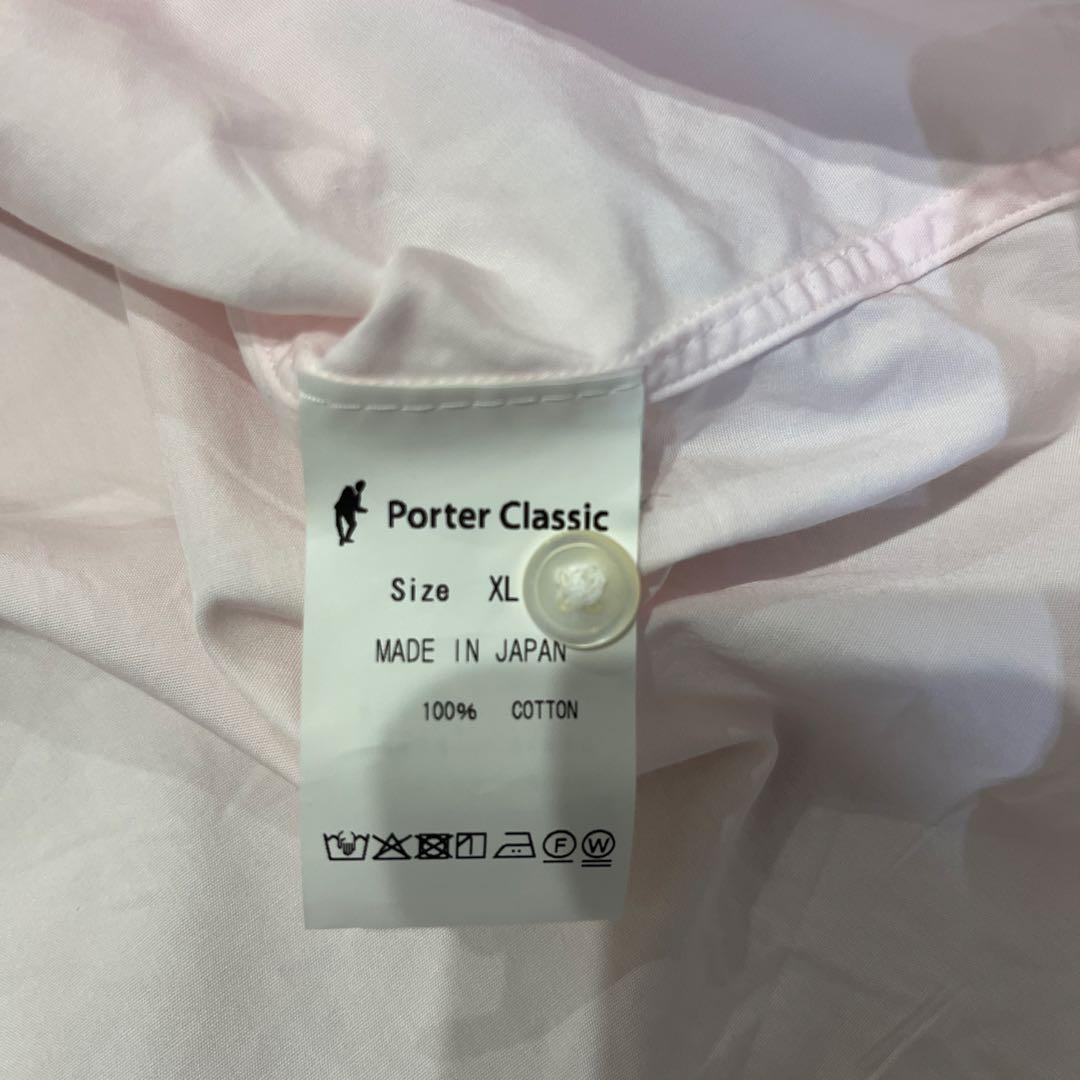 Porter Classic
Size XL
MADE IN JAPAN
100% COTTON
F W